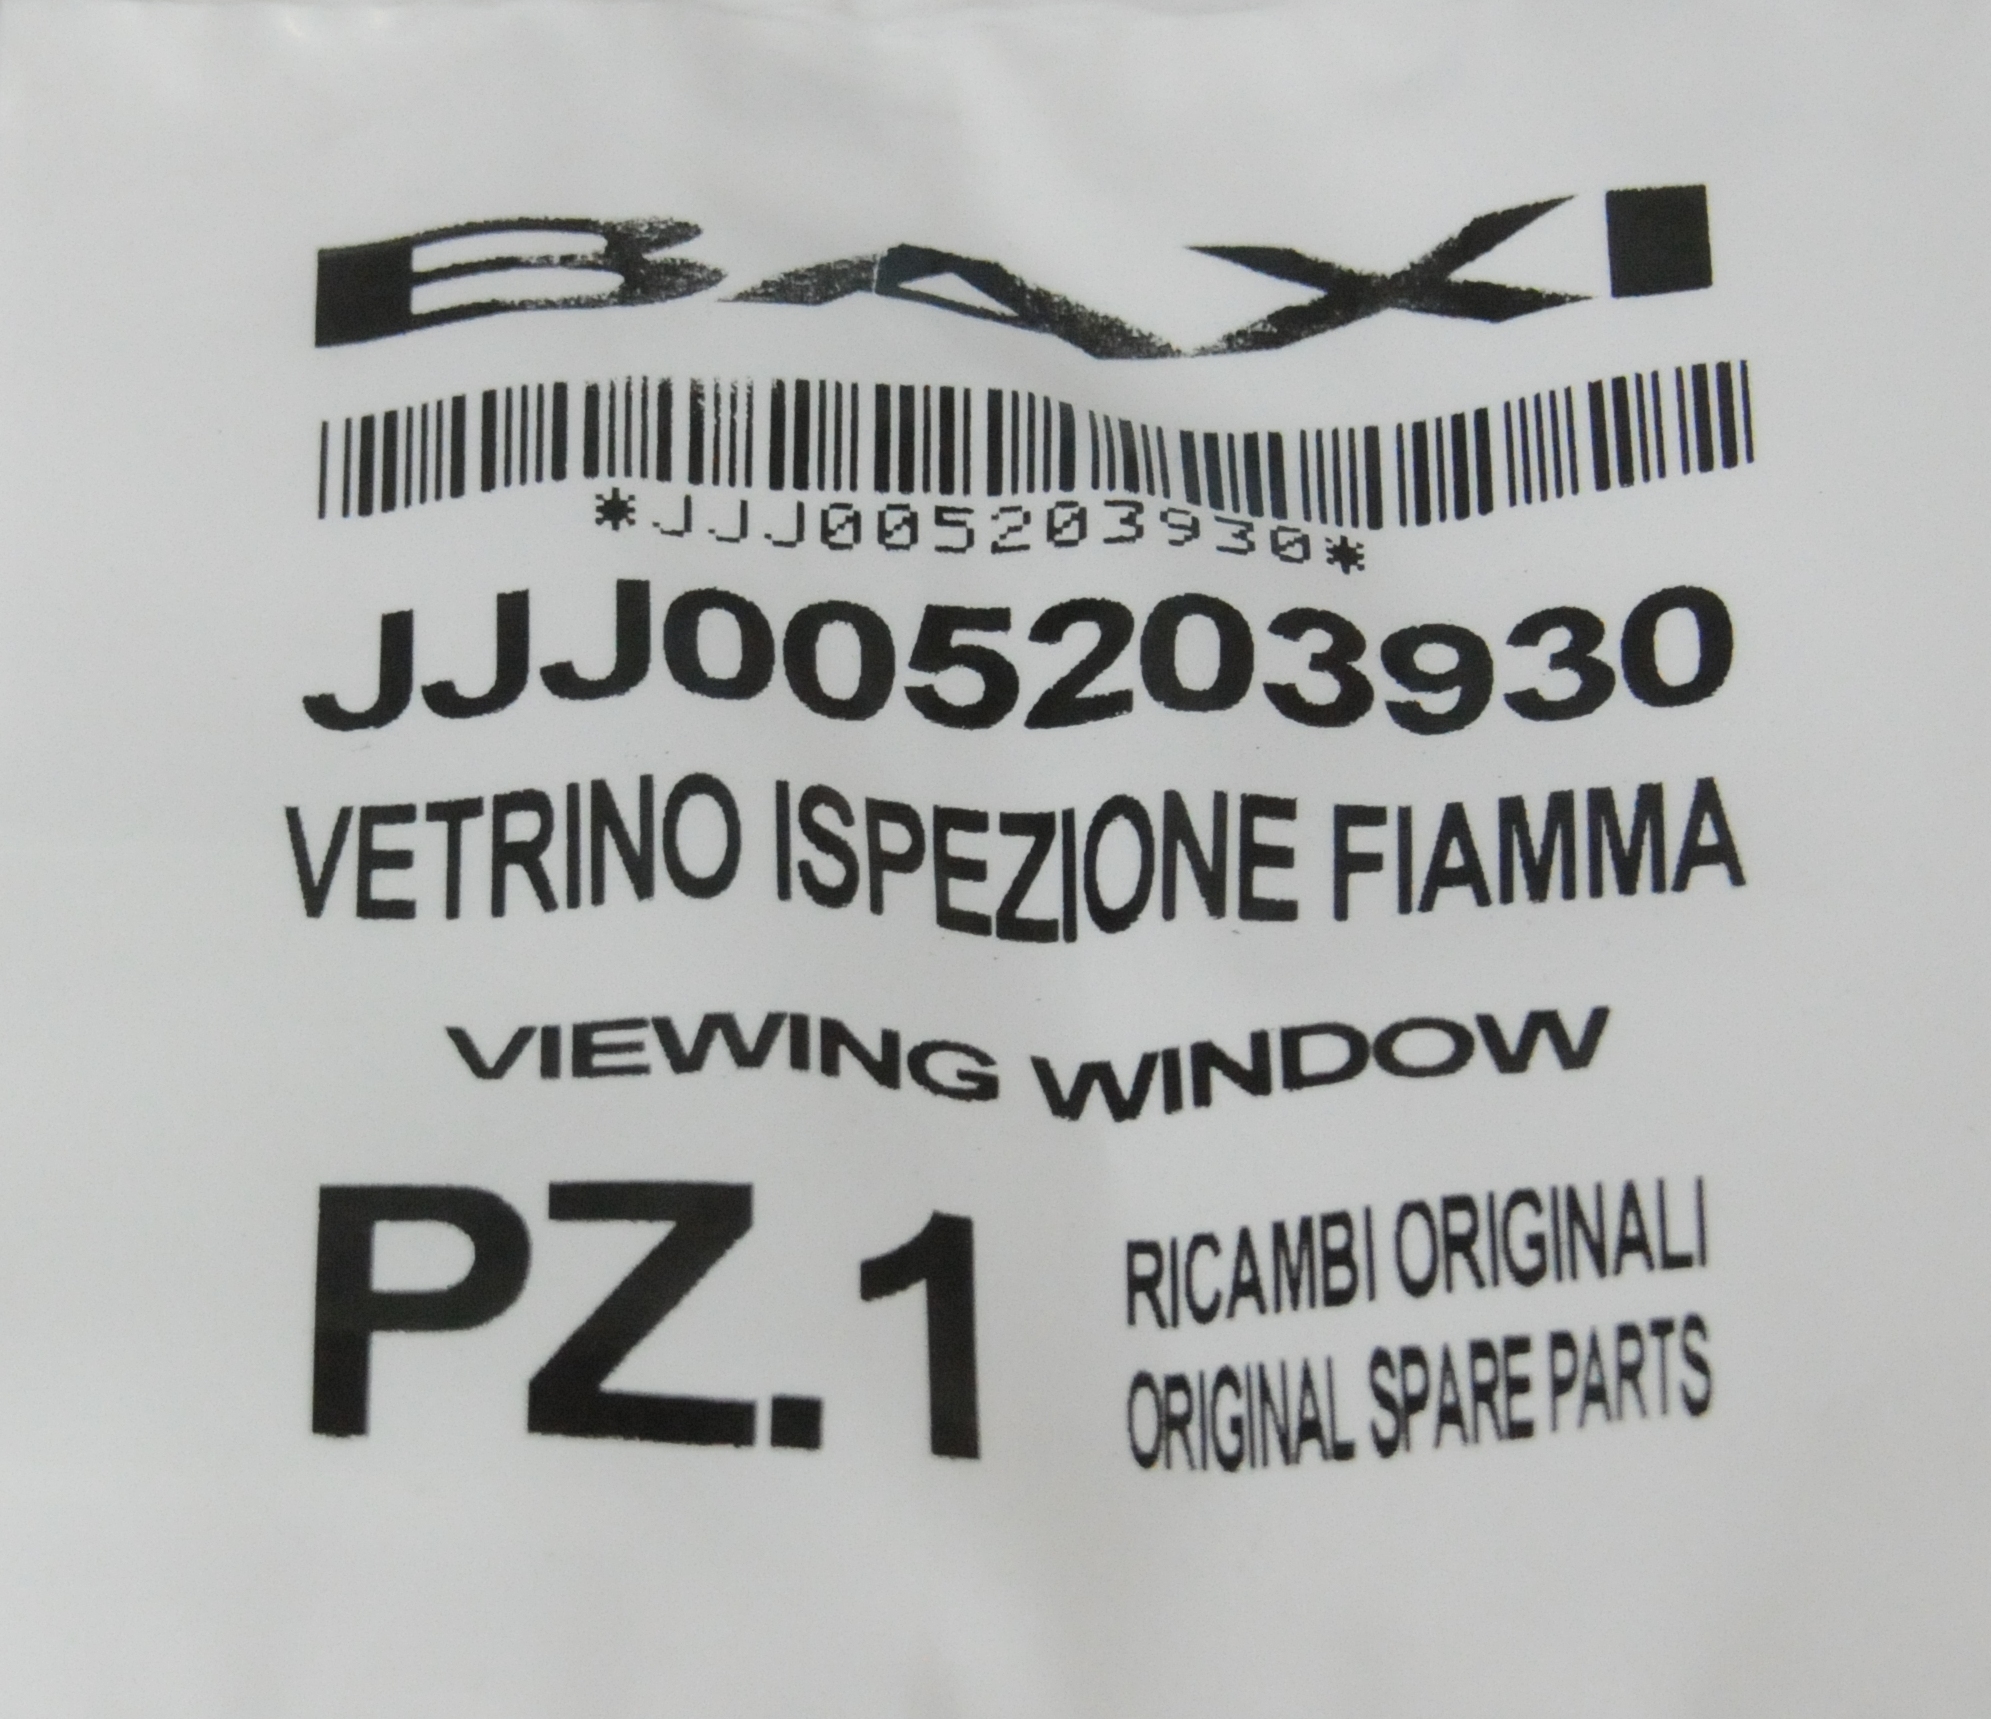 BAXI
*JJJ005203930*
JJJ005203930
VETRINO ISPEZIONE FIAMMA
VIEWING WINDOW
PZ.1
RICAMBI ORIGINALI
ORIGINAL SPARE PARTS